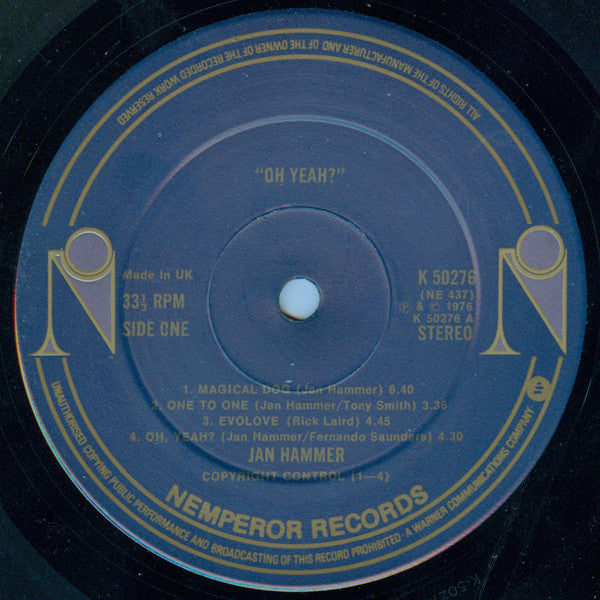 ALL RIGHTS OF THE MANUFACTURER AND OF THE OWNER OF THE RECORDED WORK RESERVED
"OH YEAH?"
Made in UK
33⅓ RPM
SIDE ONE
K 50276
(NE 437)
℗ & © 1976
K 50276 A
STEREO
1. MAGICAL DOG (Jan Hammer) 6.40
2. ONE TO ONE (Jan Hammer/Tony Smith) 3.36
3. EVOLOVE (Rick Laird) 4.45
4. OH, YEAH? (Jan Hammer/Fernando Saunders) 4.30
JAN HAMMER
COPYRIGHT CONTROL (1—4)
NEMPEROR RECORDS
UNAUTHORISED COPYING PUBLIC PERFORMANCE AND BROADCASTING OF THIS RECORD PROHIBITED · A WARNER COMMUNICATIONS COMPANY